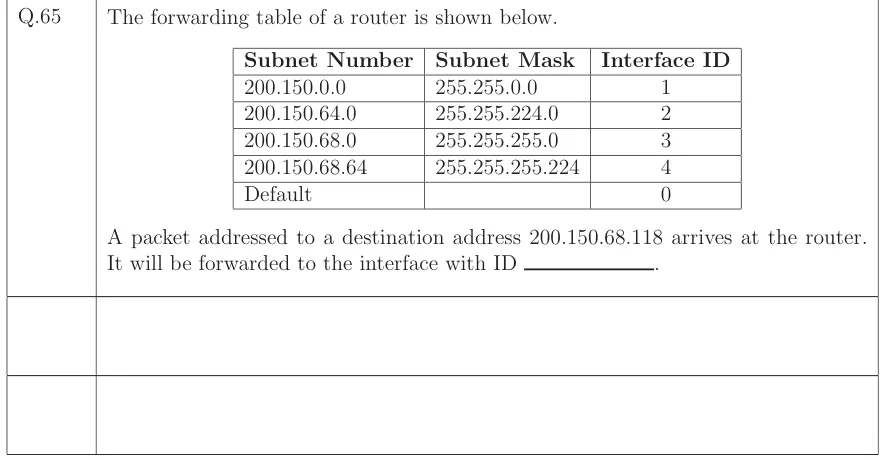 Q.65 The forwarding table of a router is shown below.
Subnet Number Subnet Mask Interface ID
200.150.0.0 255.255.0.0 1
200.150.64.0 255.255.224.0 2
200.150.68.0 255.255.255.0 3
200.150.68.64 255.255.255.224 4
Default 0
A packet addressed to a destination address 200.150.68.118 arrives at the router.
It will be forwarded to the interface with ID ____________.